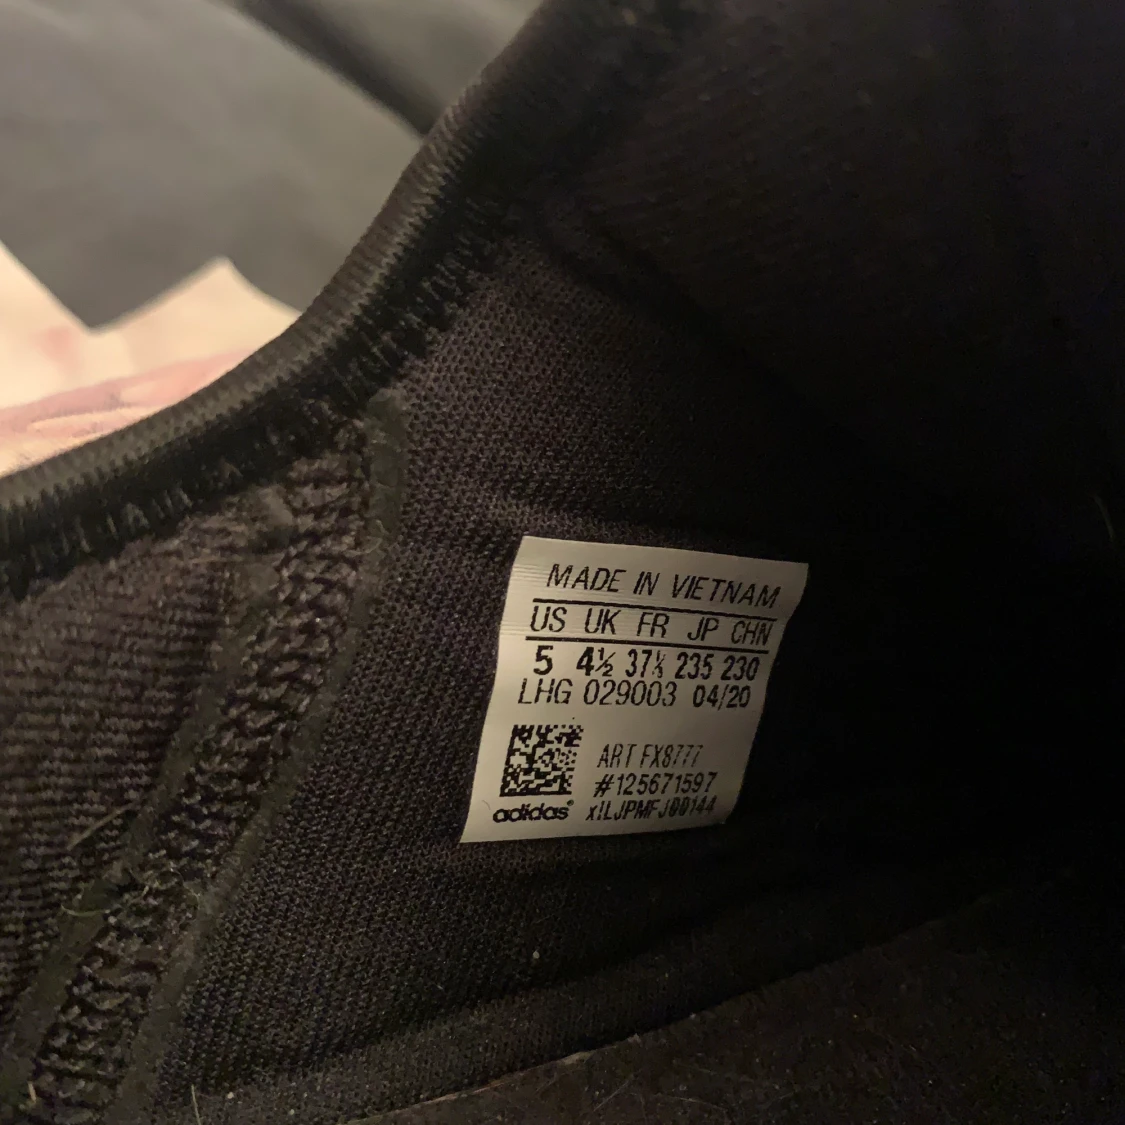 MADE IN VIETNAM
US UK FR JP CHN
5 4½ 37⅓ 235 230
LHG 029003 04/20
ART FX8777
#125671597
adidas® x!LJPMFJ00144